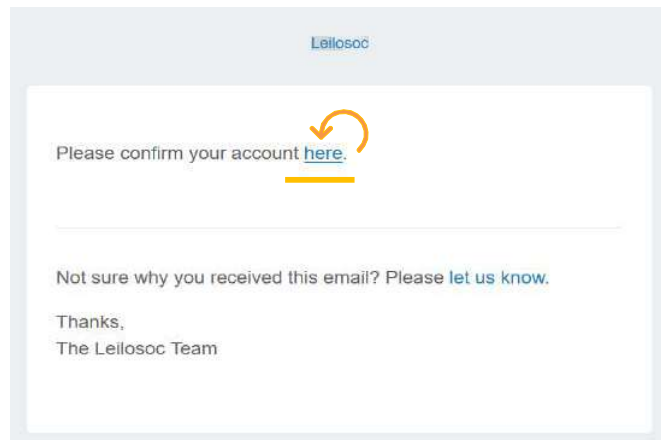 Leilosoc
Please confirm your account here.
Not sure why you received this email? Please let us know.
Thanks,
The Leilosoc Team